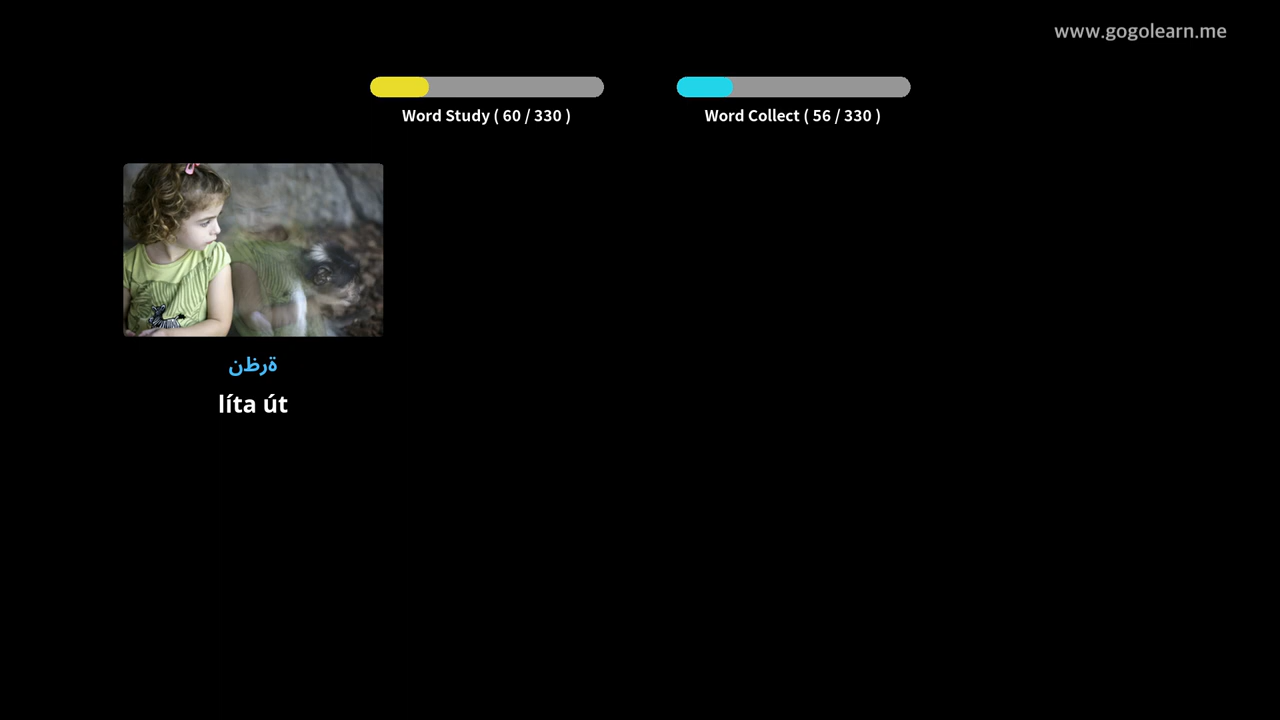 www.gogolearn.me
Word Study ( 60 / 330 )
Word Collect ( 56 / 330 )
ةرظن
líta út